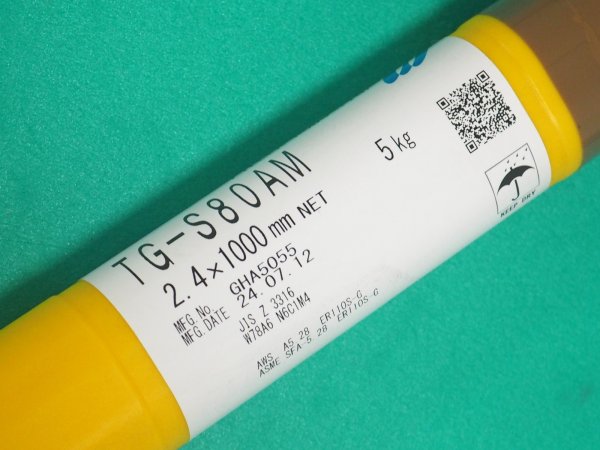 TG-S80AM
2.4×1000mm NET
5kg
MFG.No. GHA5055
MFG.DATE 24.07.12
JIS Z 3316
W78A6 N6C1M4
AWS A5.28 ER110S-G
ASME SFA-5.28 ER110S-G
KEEP DRY